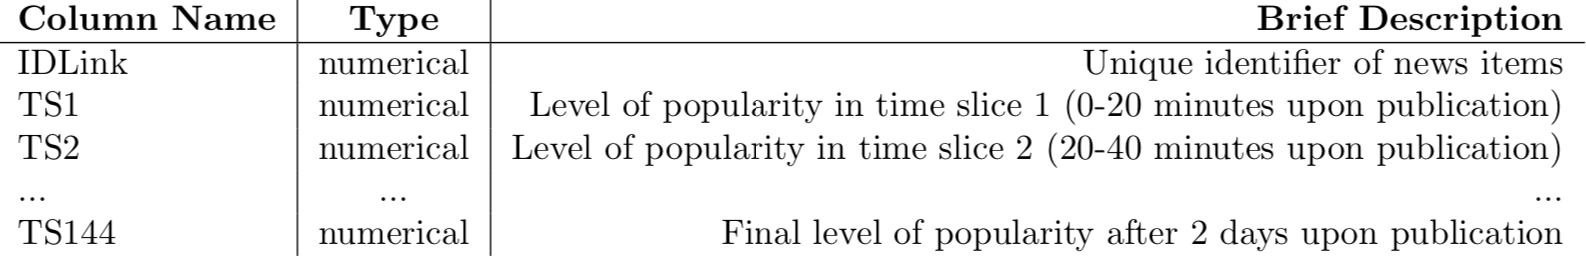 Column Name Type Brief Description
IDLink numerical Unique identifier of news items
TS1 numerical Level of popularity in time slice 1 (0-20 minutes upon publication)
TS2 numerical Level of popularity in time slice 2 (20-40 minutes upon publication)
... ... ...
TS144 numerical Final level of popularity after 2 days upon publication